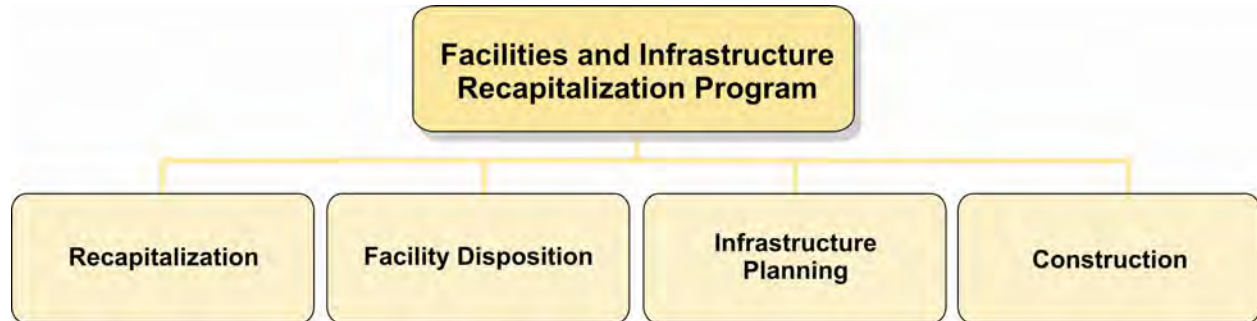 Facilities and Infrastructure
Recapitalization Program
Recapitalization
Facility Disposition
Infrastructure
Planning
Construction